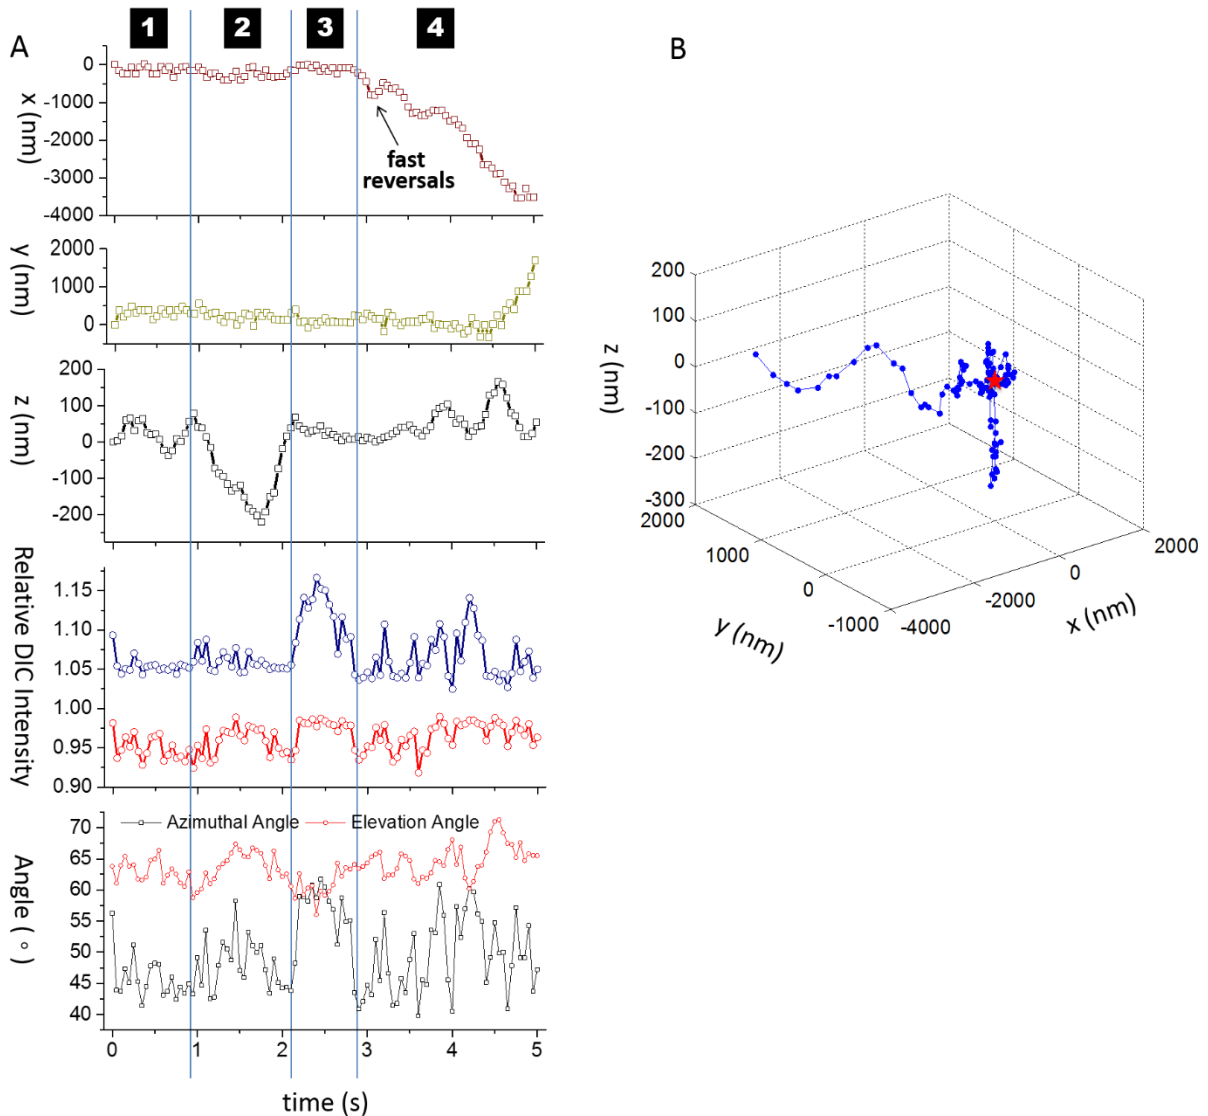 A
1 2 3 4
0
-1000
-2000
-3000
-4000
x (nm)
fast
reversals
2000
1000
0
y (nm)
200
100
0
-100
-200
z (nm)
1.15
1.10
1.05
1.00
0.95
0.90
Relative DIC Intensity
Azimuthal Angle Elevation Angle
70
65
60
55
50
45
40
Angle ( ° )
0 1 2 3 4 5
time (s)
B
200
100
0
-100
-200
-300
z (nm)
2000
1000
0
-1000
y (nm)
-4000
-2000
0
2000
x (nm)